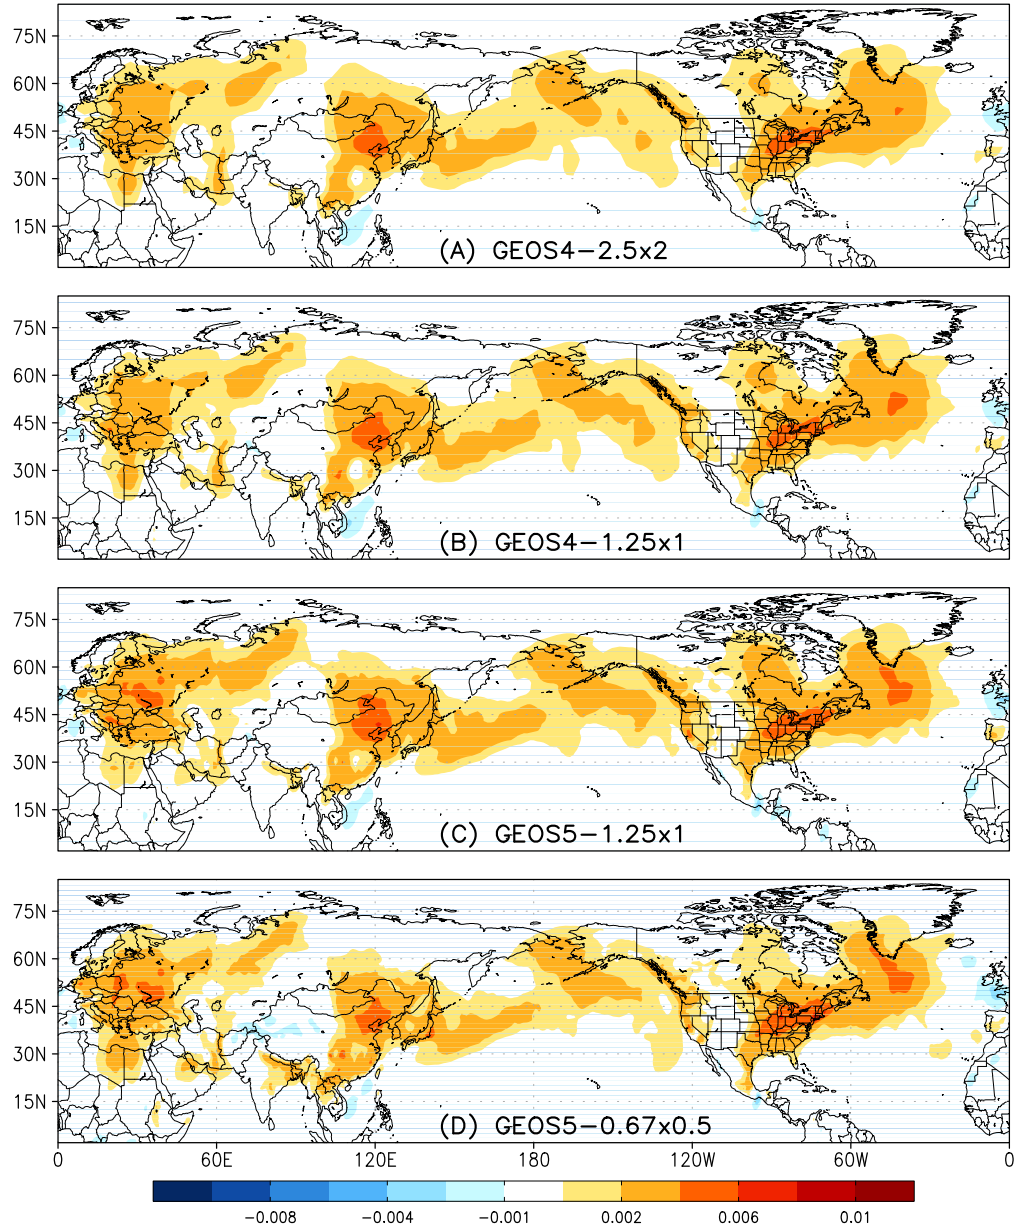 75N
60N
45N
30N
15N
(A) GEOS4−2.5x2
75N
60N
45N
30N
15N
(B) GEOS4−1.25x1
75N
60N
45N
30N
15N
(C) GEOS5−1.25x1
75N
60N
45N
30N
15N
(D) GEOS5−0.67x0.5
0 60E 120E 180 120W 60W 0
−0.008 −0.004 −0.001 0.002 0.006 0.01